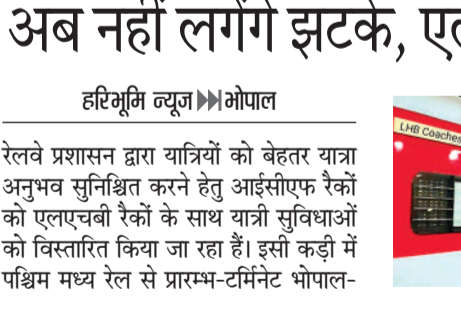 अब नहीं लगेंगे झटके,
हरिभूमि न्यूज भोपाल
रेलवे प्रशासन द्वारा यात्रियों को बेहतर यात्रा
अनुभव सुनिश्चित करने हेतु आईसीएफ रैकों
को एलएचबी रैकों के साथ यात्री सुविधाओं
को विस्तारित किया जा रहा हैं। इसी कड़ी में
पश्चिम मध्य रेल से प्रारम्भ-टर्मिनेट भोपाल-
LHB Coaches